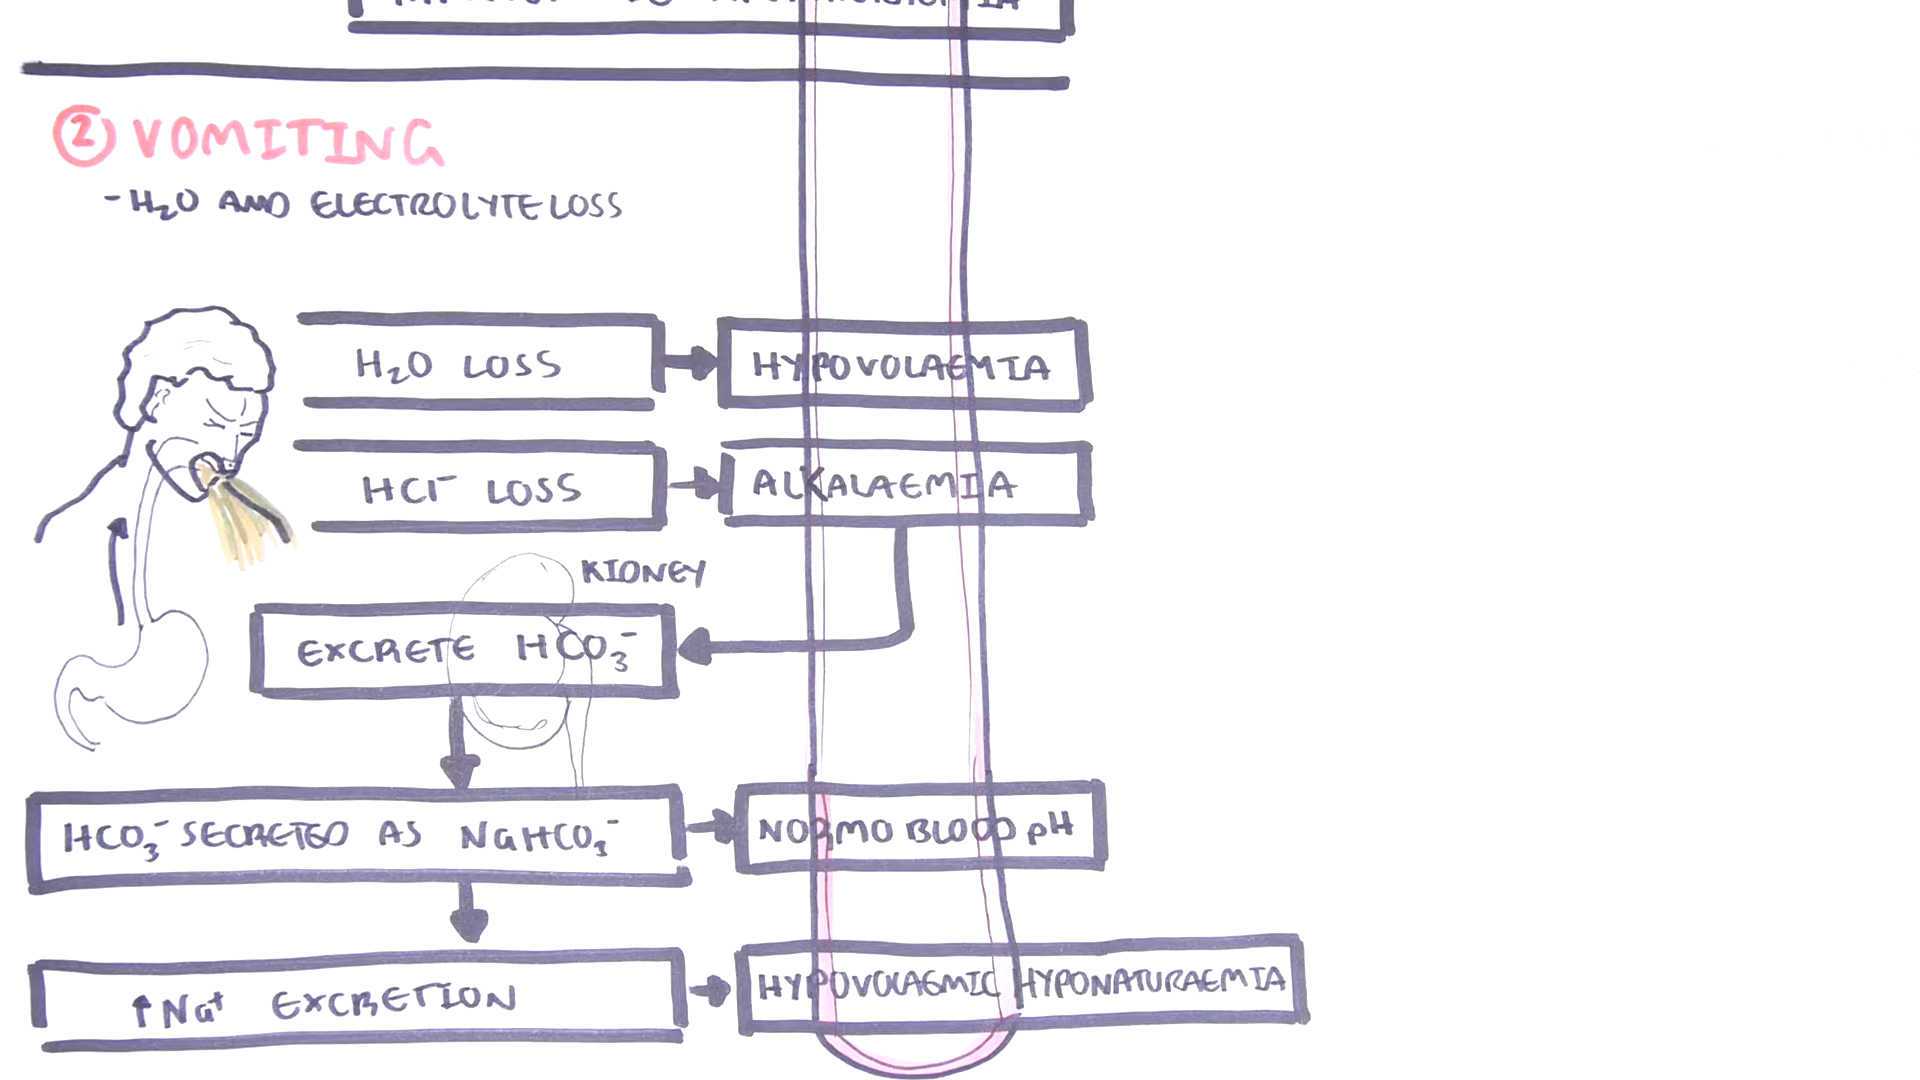 ② VOMITING
- H₂O AND ELECTROLYTE LOSS
H₂O LOSS
HYPOVOLAEMIA
HCl⁻ LOSS
ALKALAEMIA
KIDNEY
EXCRETE HCO₃⁻
HCO₃⁻ SECRETED AS NaHCO₃⁻
NORMO BLOOD pH
↑Na⁺ EXCRETION
HYPOVOLAEMIC HYPONATURAEMIA